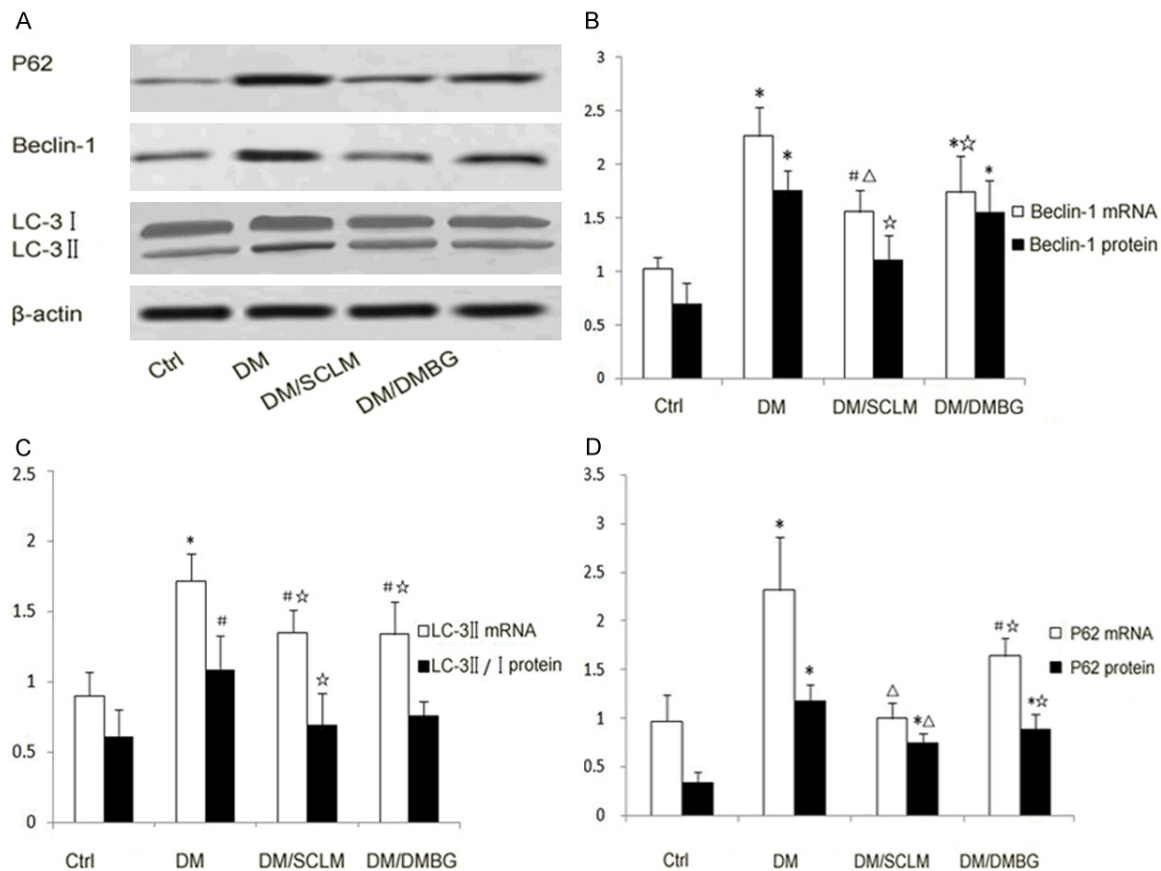 A
P62
Beclin-1
LC-3 Ⅰ
LC-3 Ⅱ
β-actin
Ctrl
DM
DM/SCLM
DM/DMBG
B
3
2.5
2
1.5
1
0.5
0
*
*
# △
☆
*☆
*
Beclin-1 mRNA
Beclin-1 protein
Ctrl DM DM/SCLM DM/DMBG
C
2.5
2
1.5
1
0.5
0
*
#
#☆
☆
#☆
LC-3Ⅱ mRNA
LC-3Ⅱ / Ⅰ protein
Ctrl DM DM/SCLM DM/DMBG
D
3.5
3
2.5
2
1.5
1
0.5
0
*
*
△
*△
#☆
*☆
P62 mRNA
P62 protein
Ctrl DM DM/SCLM DM/DMBG